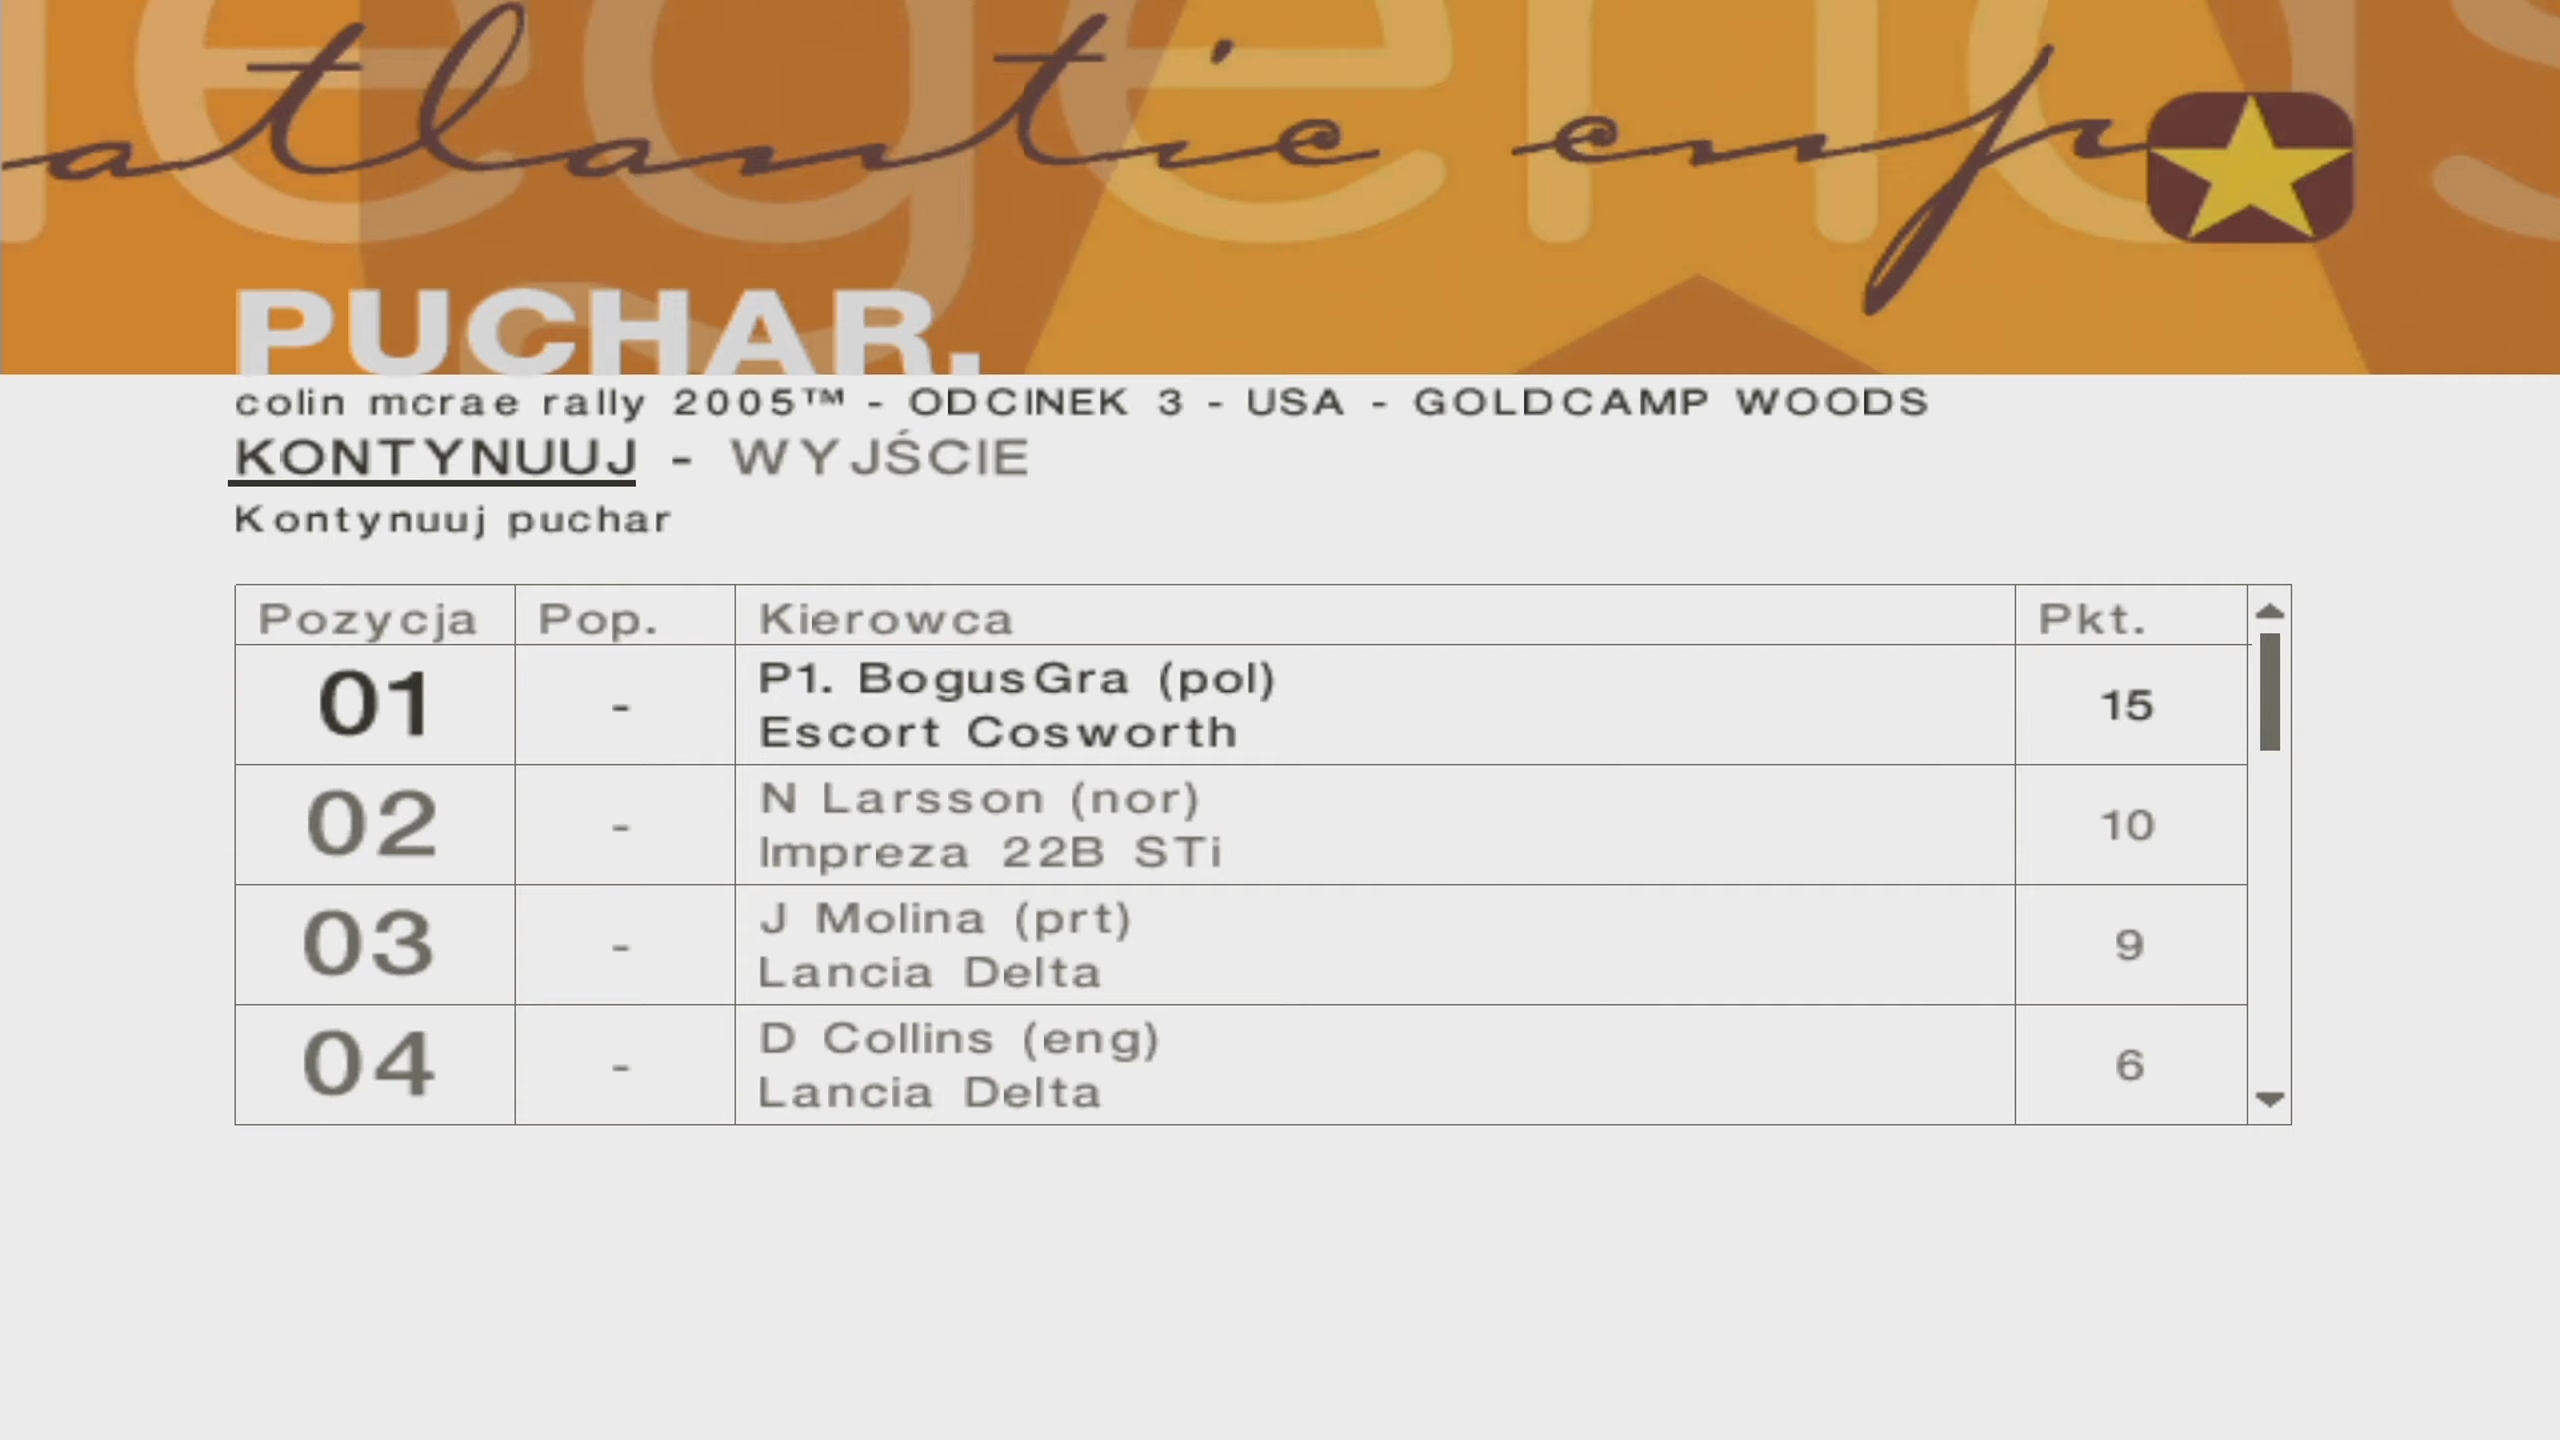 legends
atlantic cup
PUCHAR.
colin mcrae rally 2005™ - ODCINEK 3 - USA - GOLDCAMP WOODS
KONTYNUUJ - WYJŚCIE
Kontynuuj puchar
Pozycja Pop. Kierowca Pkt.
01 - P1. BogusGra (pol) 15
Escort Cosworth
02 - N Larsson (nor) 10
Impreza 22B STi
03 - J Molina (prt) 9
Lancia Delta
04 - D Collins (eng) 6
Lancia Delta